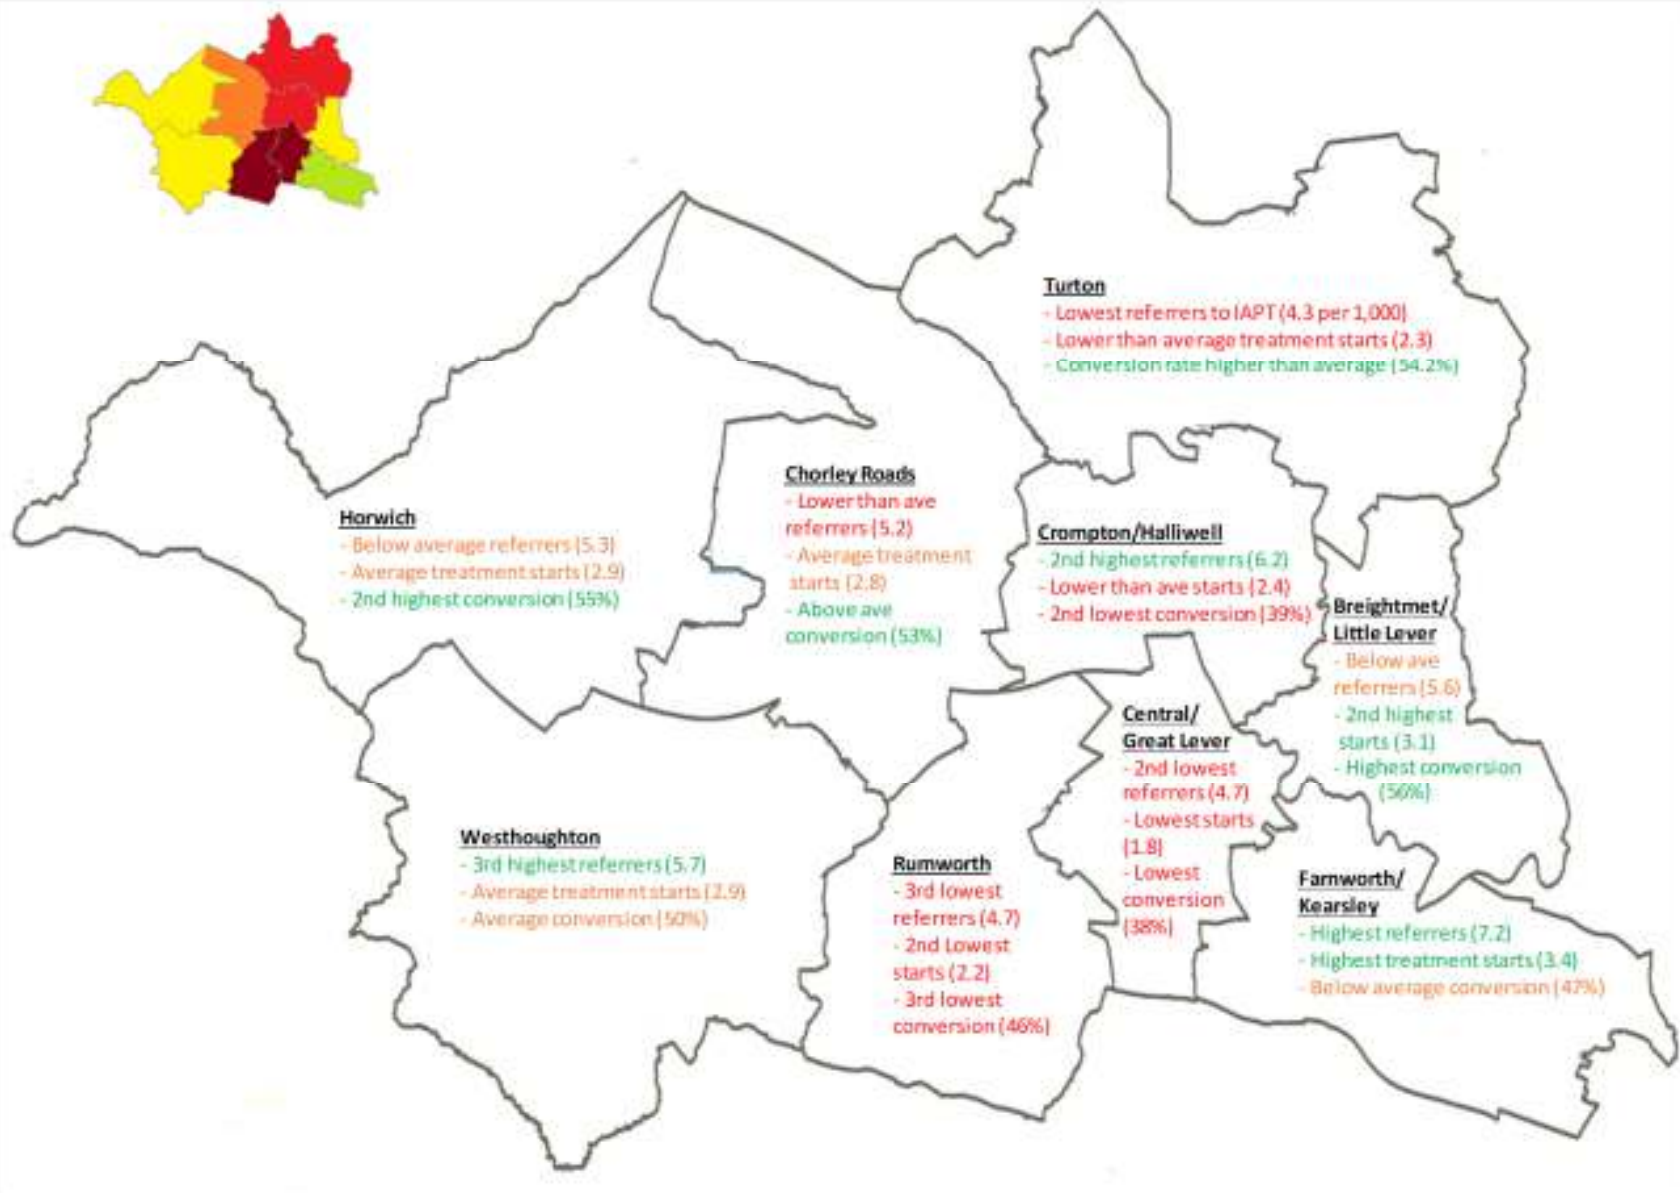 Turton
- Lowest referrers to IAPT (4.3 per 1,000)
- Lower than average treatment starts (2.3)
- Conversion rate higher than average (54.2%)
Chorley Roads
- Lower than ave
referrers (5.2)
- Average treatment
starts (2.8)
- Above ave
conversion (53%)
Horwich
- Below average referrers (5.3)
- Average treatment starts (2.9)
- 2nd highest conversion (55%)
Crompton/Halliwell
- 2nd highest referrers (6.2)
- Lower than ave starts (2.4)
- 2nd lowest conversion (39%)
Breightmet/
Little Lever
- Below ave
referrers (5.6)
- 2nd highest
starts (3.1)
- Highest conversion
(56%)
Central/
Great Lever
- 2nd lowest
referrers (4.7)
- Lowest starts
(1.8)
- Lowest
conversion
(38%)
Westhoughton
- 3rd highest referrers (5.7)
- Average treatment starts (2.9)
- Average conversion (50%)
Rumworth
- 3rd lowest
referrers (4.7)
- 2nd Lowest
starts (2.2)
- 3rd lowest
conversion (46%)
Farnworth/
Kearsley
- Highest referrers (7.2)
- Highest treatment starts (3.4)
- Below average conversion (47%)